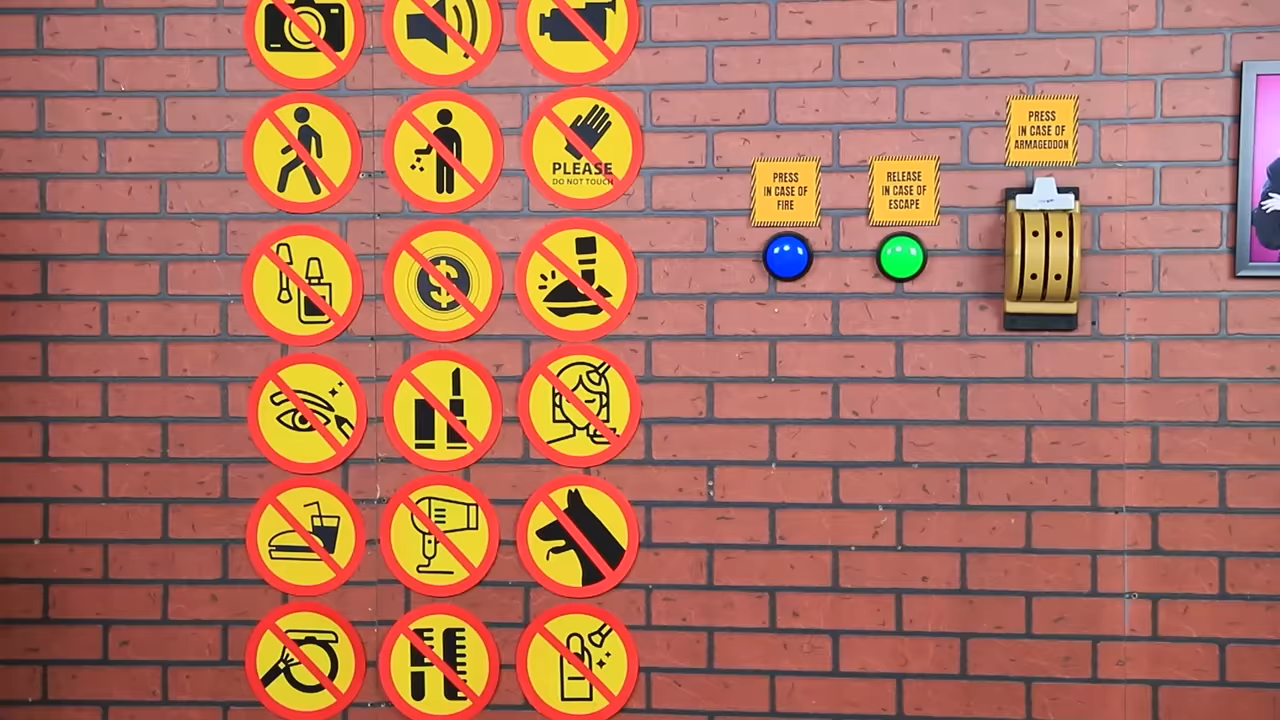 PLEASE
DO NOT TOUCH
$
PRESS
IN CASE OF
FIRE
RELEASE
IN CASE OF
ESCAPE
PRESS
IN CASE OF
ARMAGEDDON